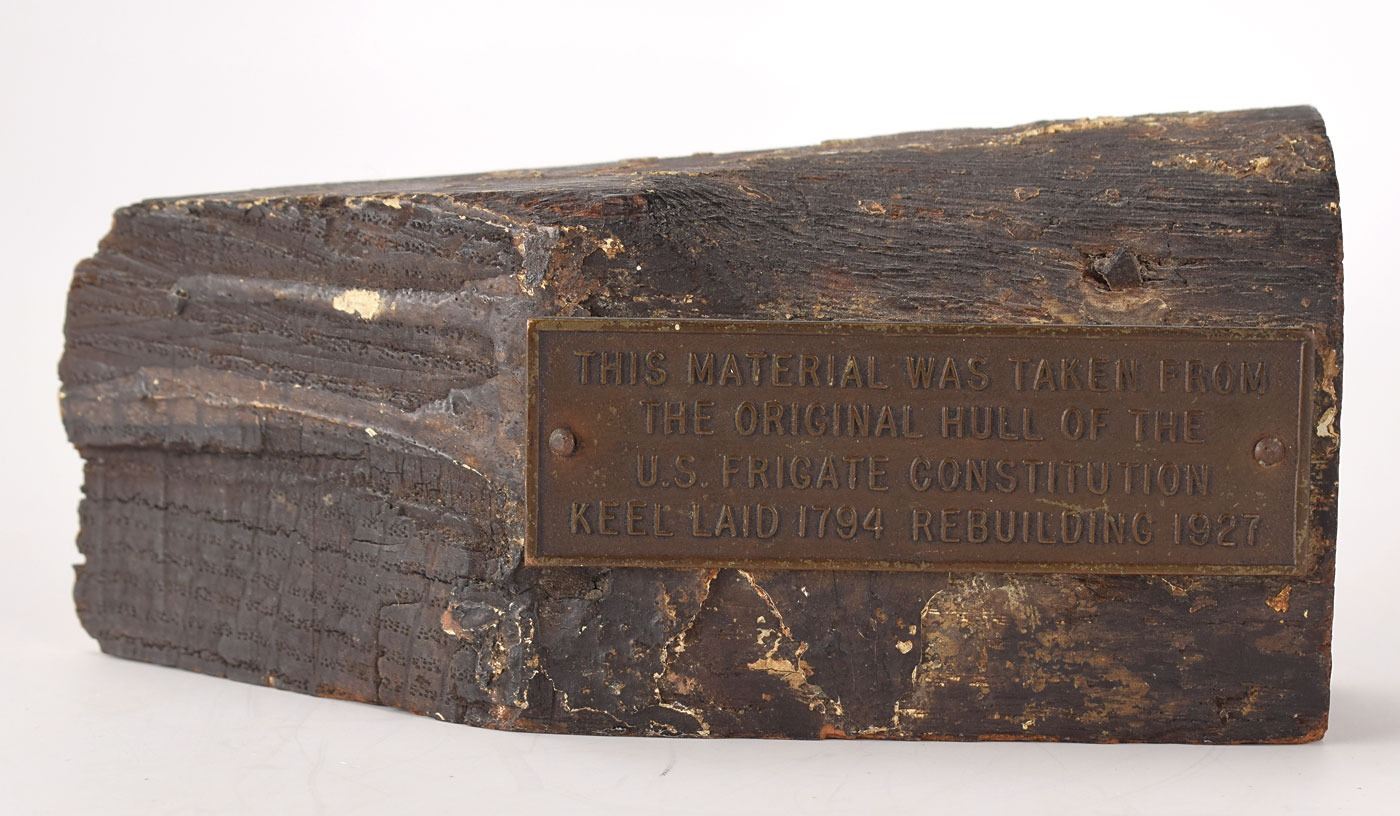 THIS MATERIAL WAS TAKEN FROM
THE ORIGINAL HULL OF THE
U.S. FRIGATE CONSTITUTION
KEEL LAID 1794 REBUILDING 1927